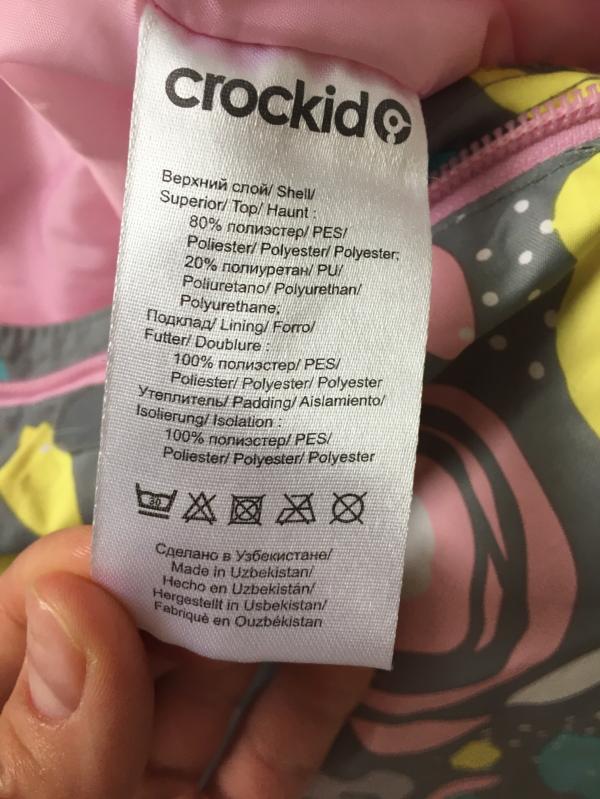 crockid
Верхний слой/ Shell/
Superior/ Top/ Haunt :
80% полиэстер/ PES/
Poliester/ Polyester/ Polyester;
20% полиуретан/ PU/
Poliuretano/ Polyurethan/
Polyurethane;
Подклад/ Lining/ Forro/
Futter/ Doublure :
100% полиэстер/ PES/
Poliester/ Polyester/ Polyester
Утеплитель/ Padding/ Aislamiento/
Isolierung/ Isolation :
100% полиэстер/ PES/
Poliester/ Polyester/ Polyester
30
Сделано в Узбекистане/
Made in Uzbekistan/
Hecho en Uzbekistán/
Hergestellt in Usbekistan/
Fabriqué en Ouzbékistan